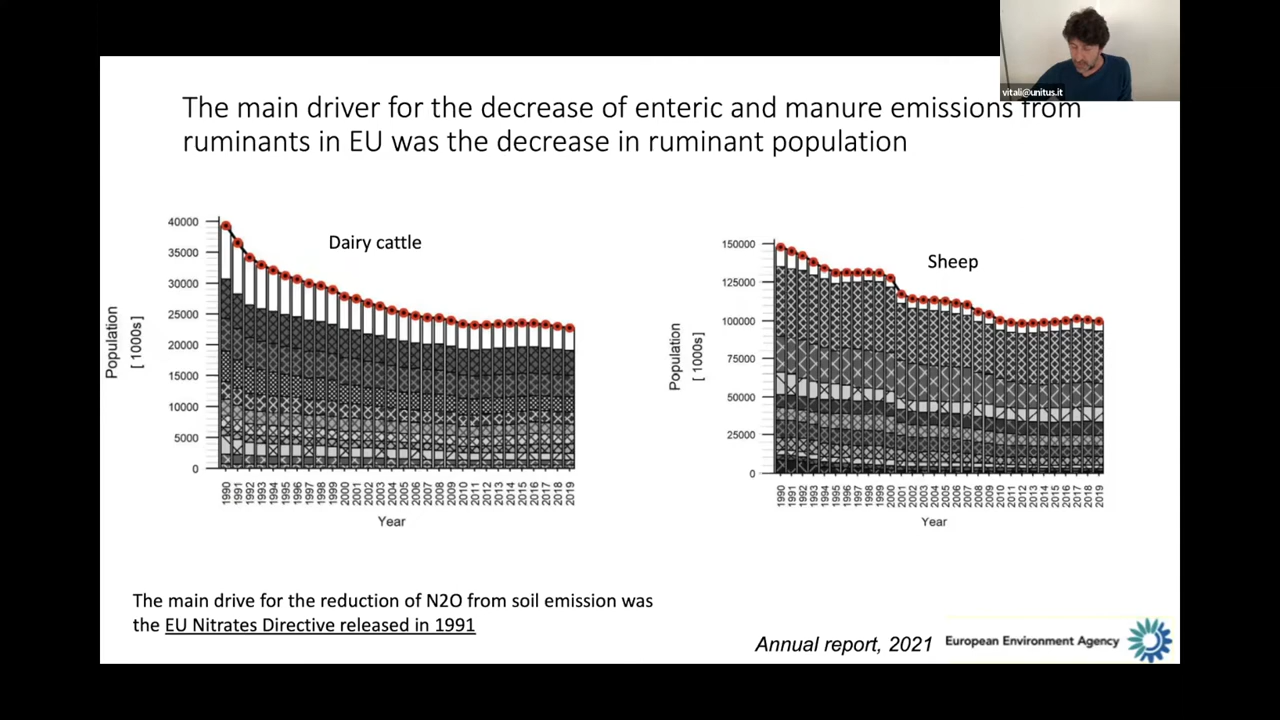 vitali@unitus.it
The main driver for the decrease of enteric and manure emissions from
ruminants in EU was the decrease in ruminant population
Dairy cattle
40000
35000
30000
25000
20000
15000
10000
5000
0
Population
[ 1000s]
1990 1991 1992 1993 1994 1995 1996 1997 1998 1999 2000 2001 2002 2003 2004 2005 2006 2007 2008 2009 2010 2011 2012 2013 2014 2015 2016 2017 2018 2019
Year
Sheep
150000
125000
100000
75000
50000
25000
0
Population
[ 1000s]
1990 1991 1992 1993 1994 1995 1996 1997 1998 1999 2000 2001 2002 2003 2004 2005 2006 2007 2008 2009 2010 2011 2012 2013 2014 2015 2016 2017 2018 2019
Year
The main drive for the reduction of N2O from soil emission was
the EU Nitrates Directive released in 1991
Annual report, 2021
European Environment Agency